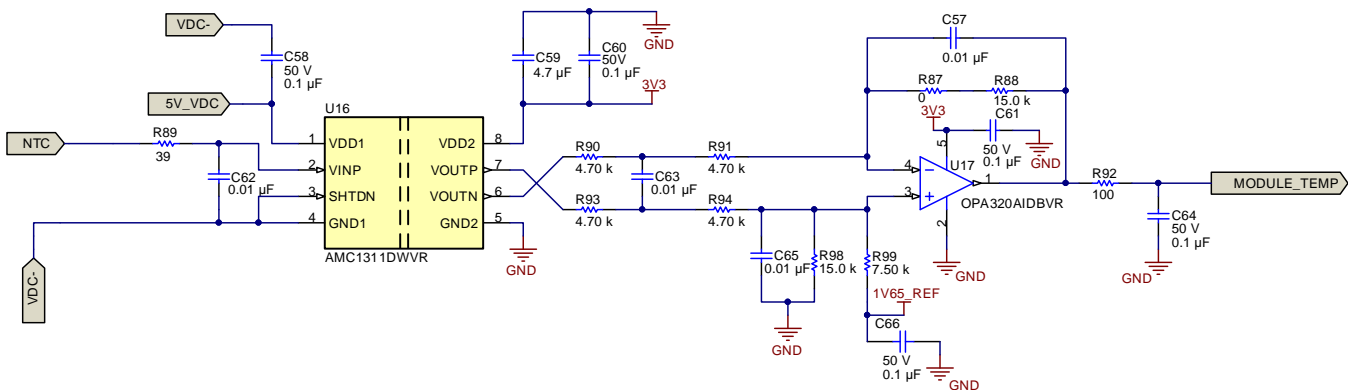 VDC-
C58
50 V
0.1 µF
5V_VDC
NTC
R89
39
C62
0.01 µF
VDC-
U16
1
VDD1
VDD2
8
2
VINP
VOUTP
7
3
SHTDN
VOUTN
6
4
GND1
GND2
5
AMC1311DWVR
GND
C59
4.7 µF
C60
50V
0.1 µF
GND
3V3
R90
4.70 k
R91
4.70 k
C63
0.01 µF
R93
4.70 k
R94
4.70 k
C65
0.01 µF
R98
15.0 k
R99
7.50 k
GND
1V65_REF
C66
50 V
0.1 µF
GND
C57
0.01 µF
R87
0
R88
15.0 k
3V3
C61
50 V
0.1 µF
GND
5
4
U17
3
1
2
OPA320AIDBVR
GND
R92
100
C64
50 V
0.1 µF
GND
MODULE_TEMP